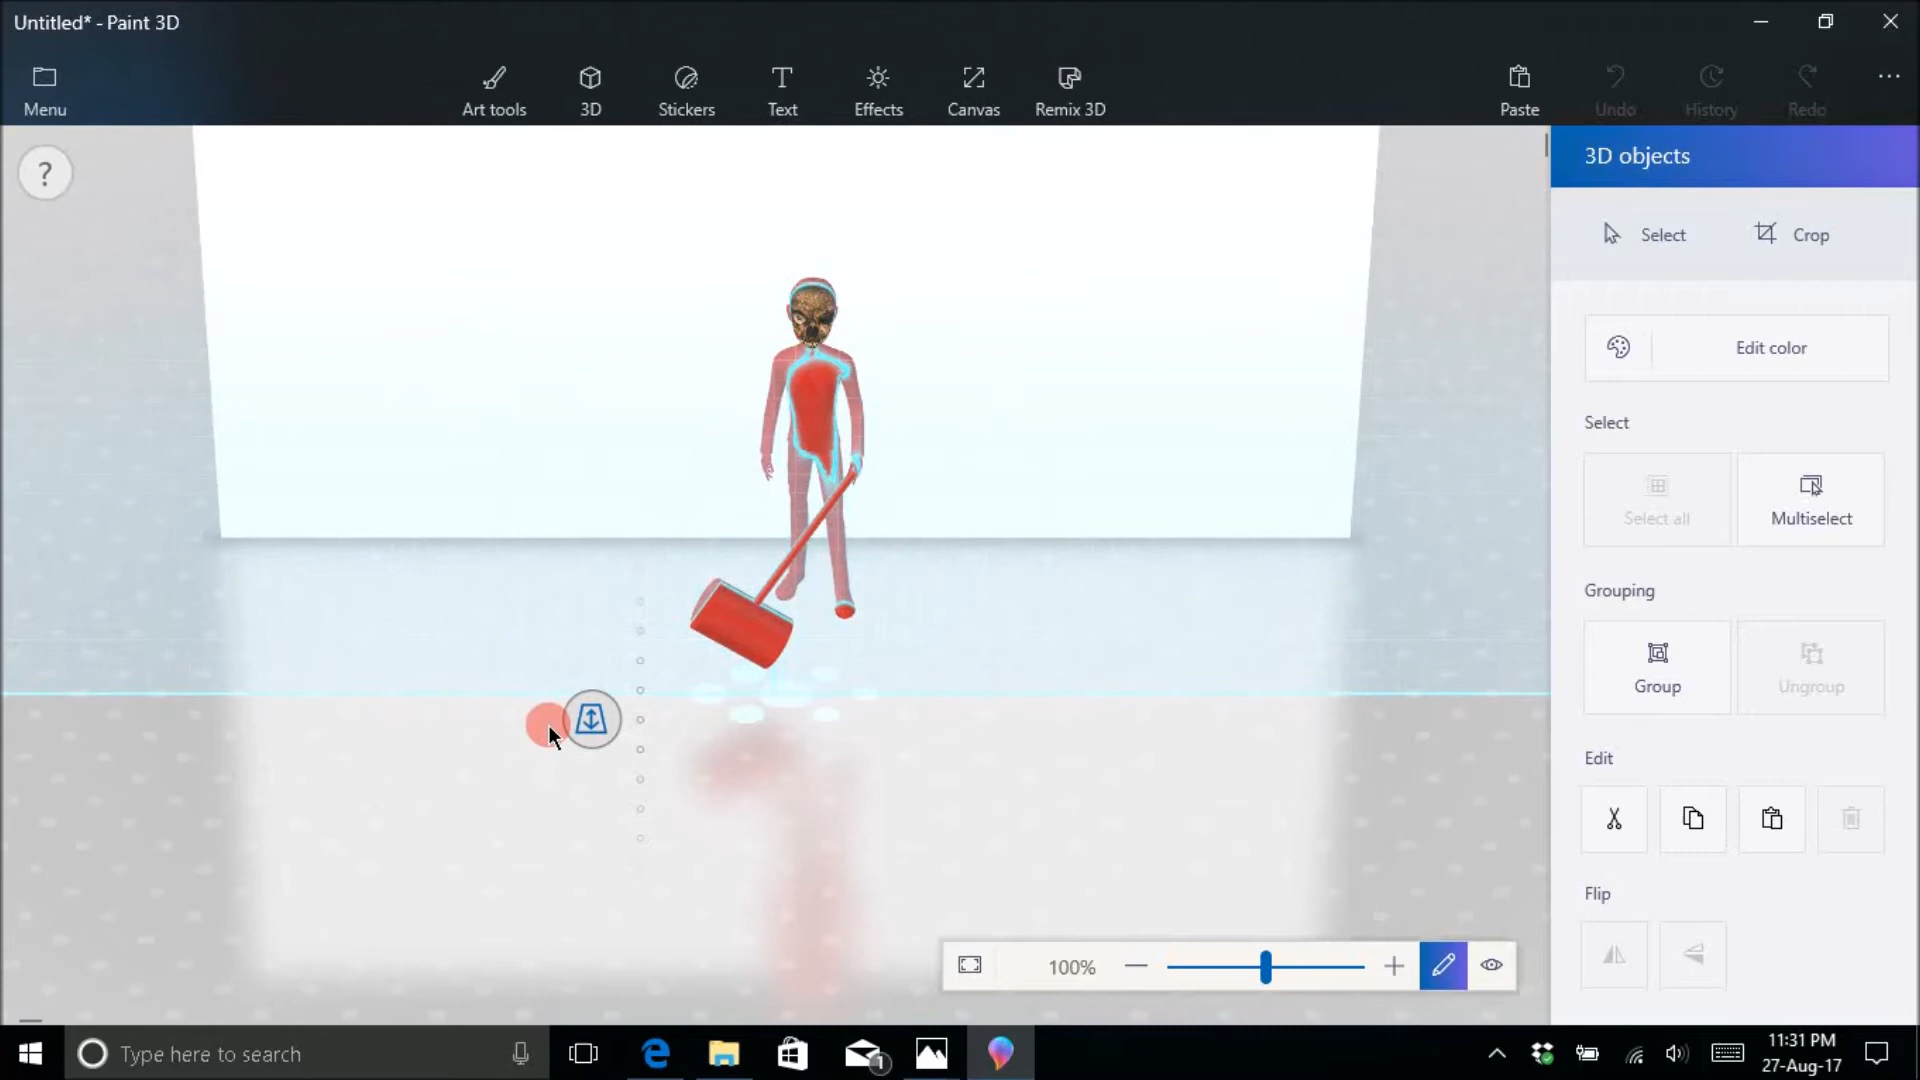 Untitled* - Paint 3D
Menu
Art tools
3D
Stickers
Text
Effects
Canvas
Remix 3D
Paste
Undo
History
Redo
?
3D objects
Select
Crop
Edit color
Select
Select all
Multiselect
Grouping
Group
Ungroup
Edit
Flip
100%
Type here to search
1
11:31 PM
27-Aug-17